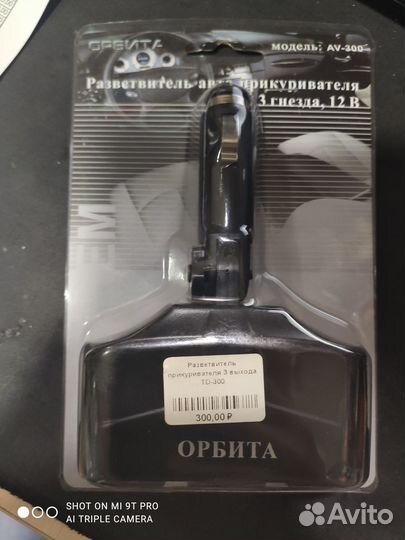 ОРБИТА
модель: AV-300
Разветвитель авто прикуривателя
3 гнезда, 12 В
Разветвитель
прикуривателя 3 выхода
TD-300
300,00 ₽
ОРБИТА
SHOT ON MI 9T PRO
AI TRIPLE CAMERA
Avito